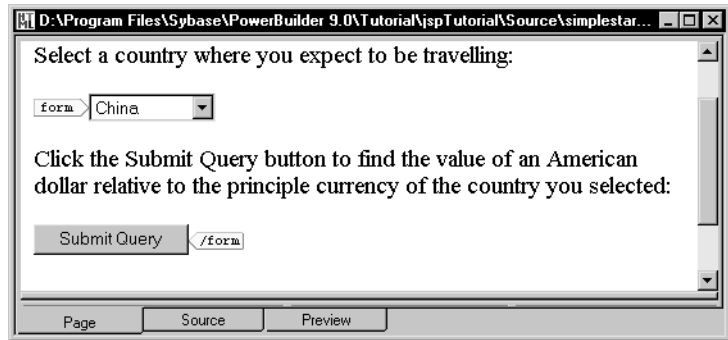 D:\Program Files\Sybase\PowerBuilder 9.0\Tutorial\jspTutorial\Source\simplestar...
Select a country where you expect to be travelling:
form China
Click the Submit Query button to find the value of an American
dollar relative to the principle currency of the country you selected:
Submit Query /form
Page Source Preview